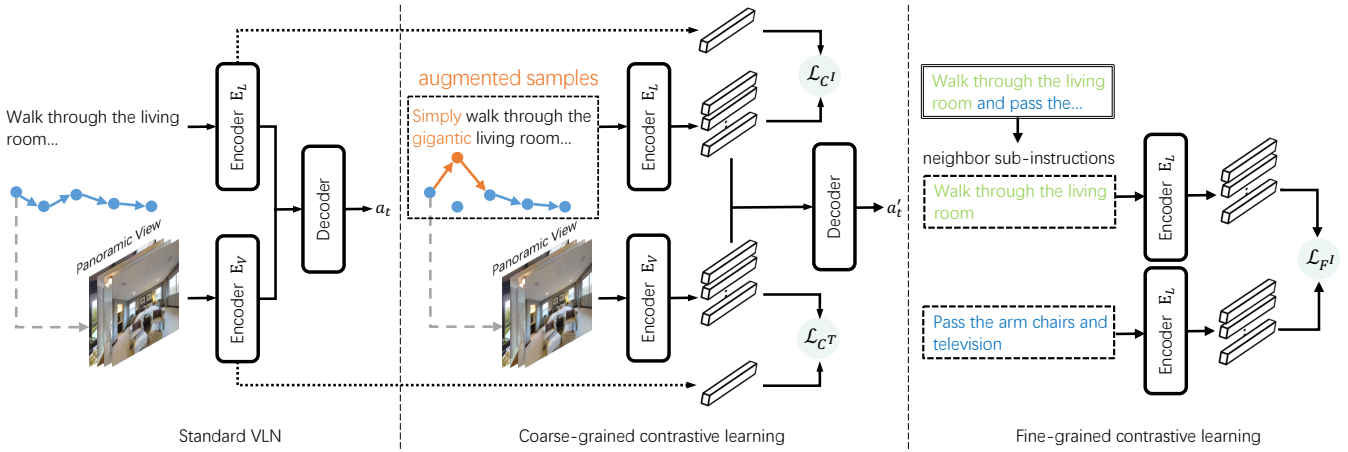 Walk through the living
room...
Panoramic View
Encoder E_L
Encoder E_V
Decoder
a_t
Standard VLN
augmented samples
Simply walk through the
gigantic living room...
Panoramic View
Encoder E_L
Encoder E_V
ℒ_{C^I}
ℒ_{C^T}
Decoder
a'_t
Coarse-grained contrastive learning
Walk through the living
room and pass the...
neighbor sub-instructions
Walk through the living
room
Pass the arm chairs and
television
Encoder E_L
Encoder E_L
ℒ_{F^I}
Fine-grained contrastive learning